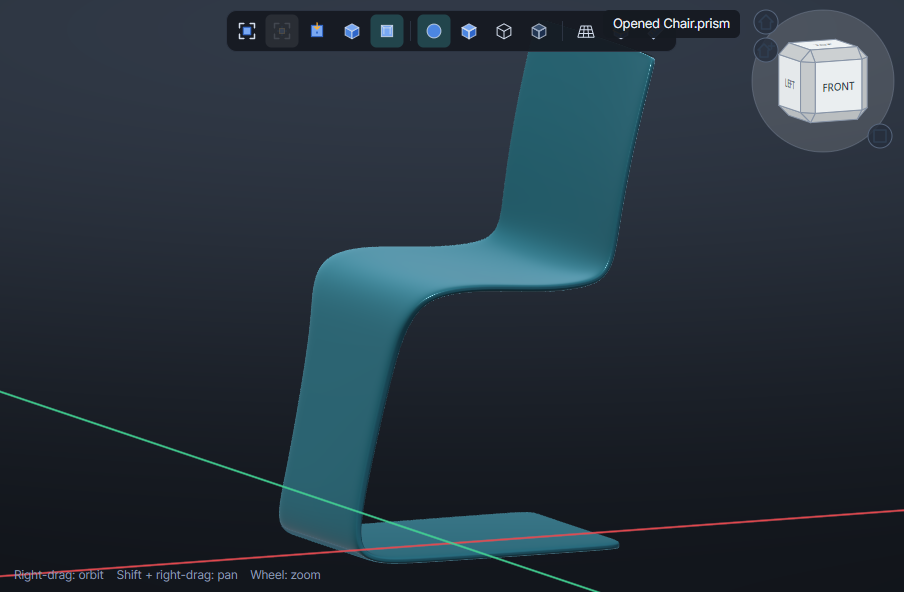 Opened Chair.prism
LEFT
FRONT
Right-drag: orbit Shift + right-drag: pan Wheel: zoom